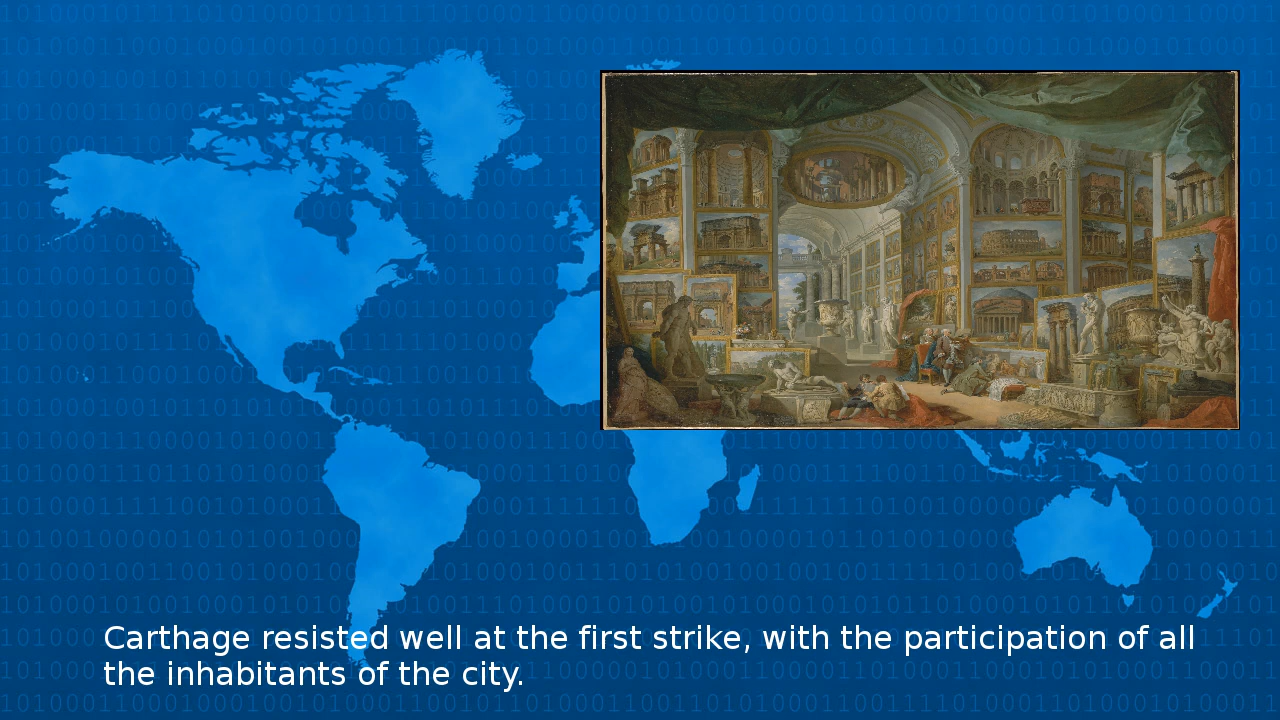 Carthage resisted well at the first strike, with the participation of all
the inhabitants of the city.